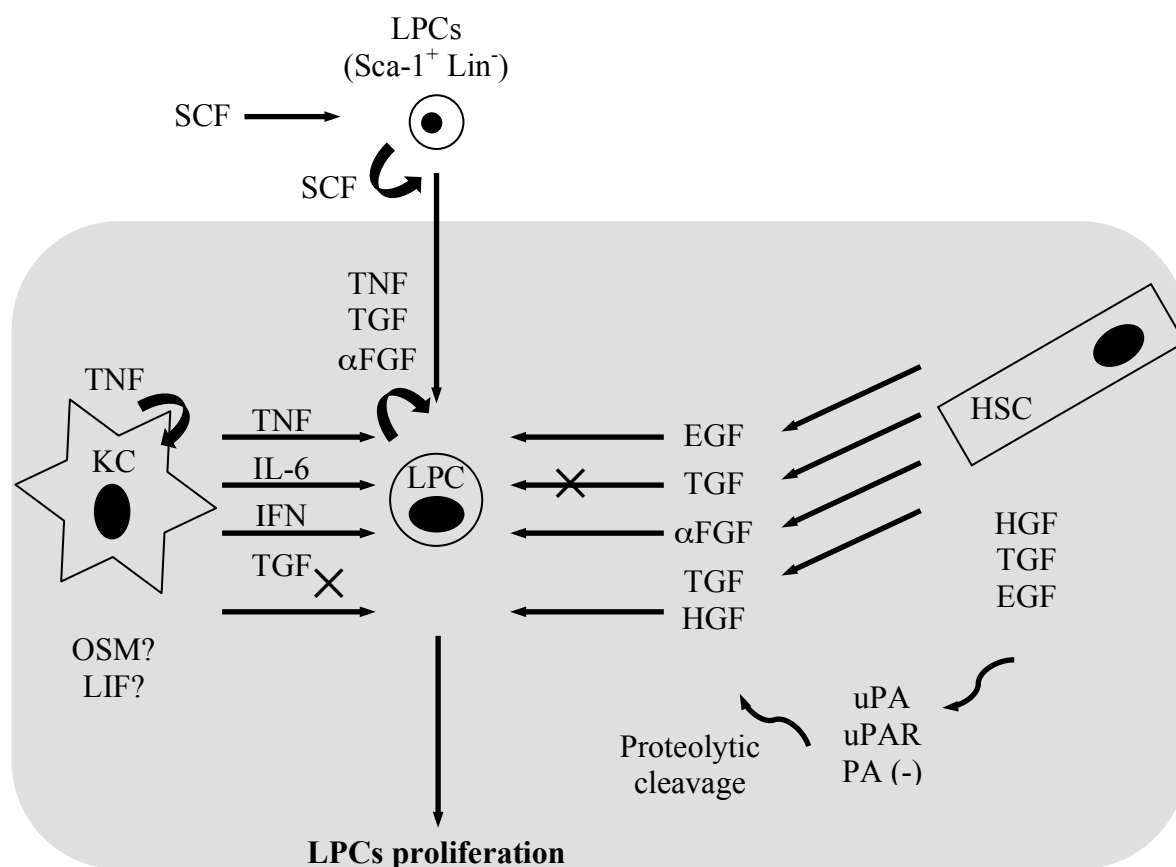 LPCs
(Sca-1⁺ Lin⁻)
SCF
SCF
TNF
TGF
αFGF
TNF
KC
TNF
IL-6
IFN
TGF
OSM?
LIF?
LPC
EGF
TGF
αFGF
TGF
HGF
HSC
HGF
TGF
EGF
uPA
uPAR
PA (-)
Proteolytic
cleavage
LPCs proliferation